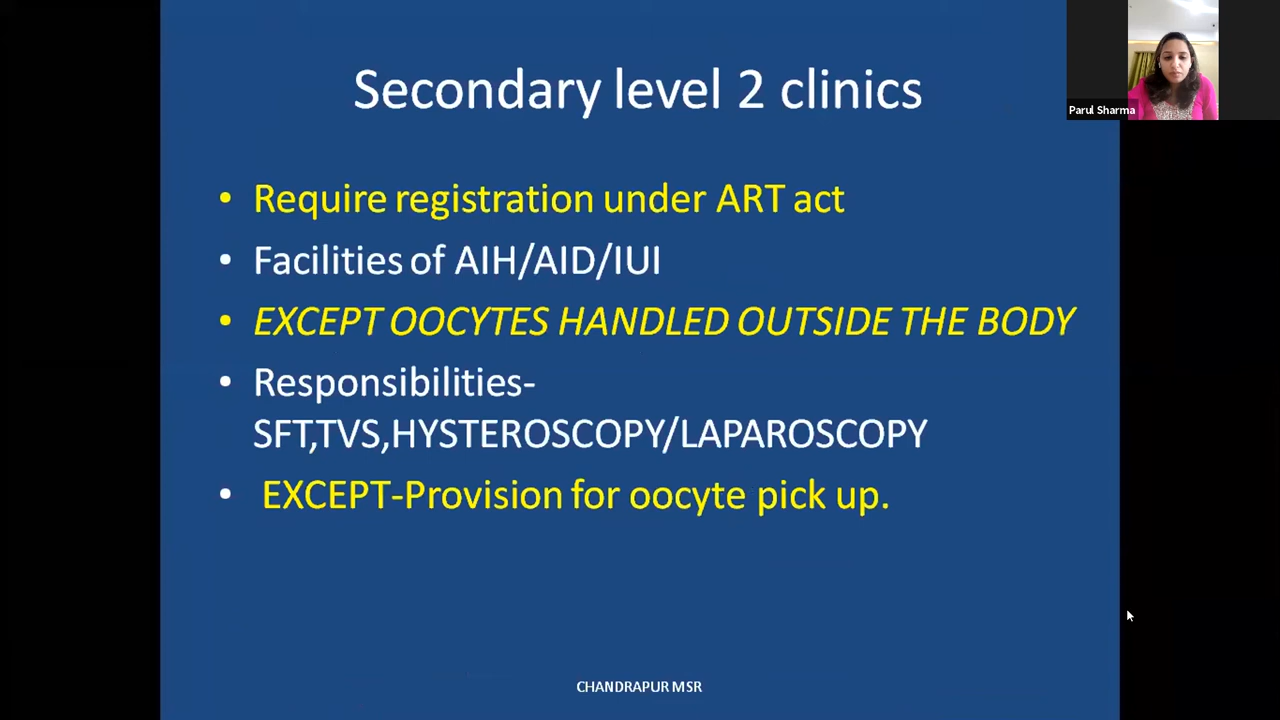 Secondary level 2 clinics
Parul Sharma
• Require registration under ART act
• Facilities of AIH/AID/IUI
• EXCEPT OOCYTES HANDLED OUTSIDE THE BODY
• Responsibilities-
SFT,TVS,HYSTEROSCOPY/LAPAROSCOPY
• EXCEPT-Provision for oocyte pick up.
CHANDRAPUR MSR